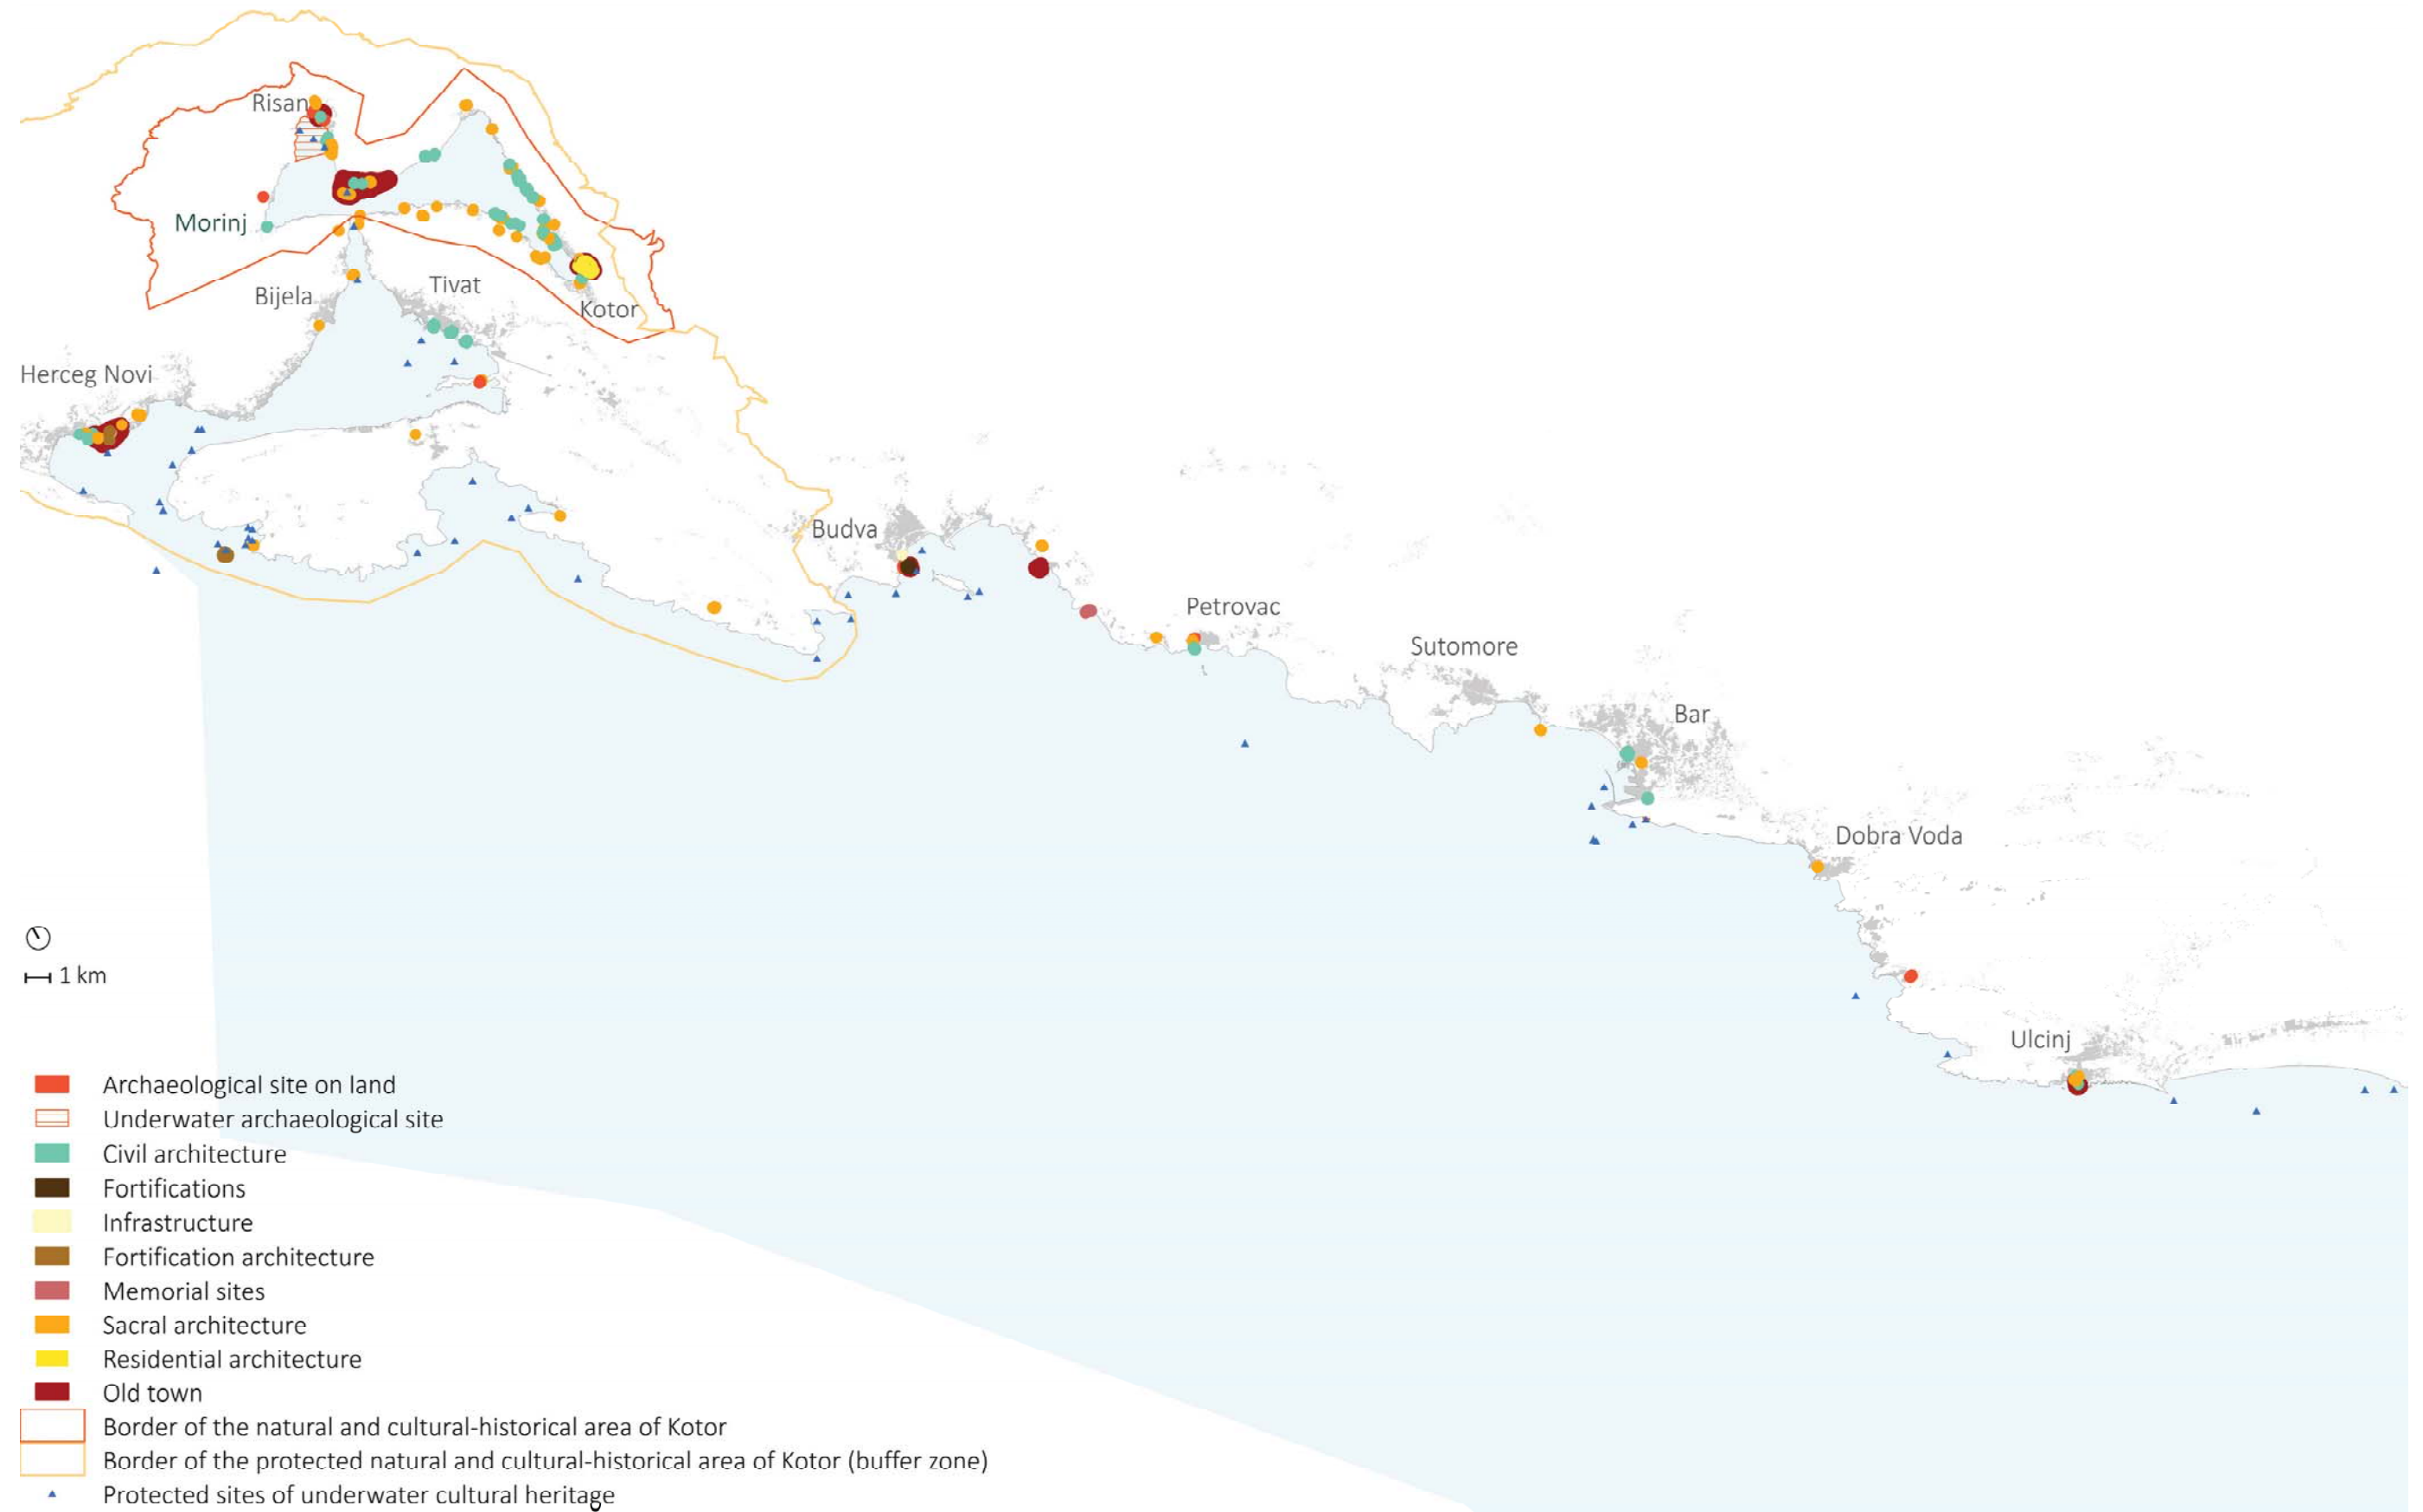 Risan
Morinj
Bijela
Tivat
Kotor
Herceg Novi
Budva
Petrovac
Sutomore
Bar
Dobra Voda
Ulcinj
1 km
Archaeological site on land
Underwater archaeological site
Civil architecture
Fortifications
Infrastructure
Fortification architecture
Memorial sites
Sacral architecture
Residential architecture
Old town
Border of the natural and cultural-historical area of Kotor
Border of the protected natural and cultural-historical area of Kotor (buffer zone)
Protected sites of underwater cultural heritage